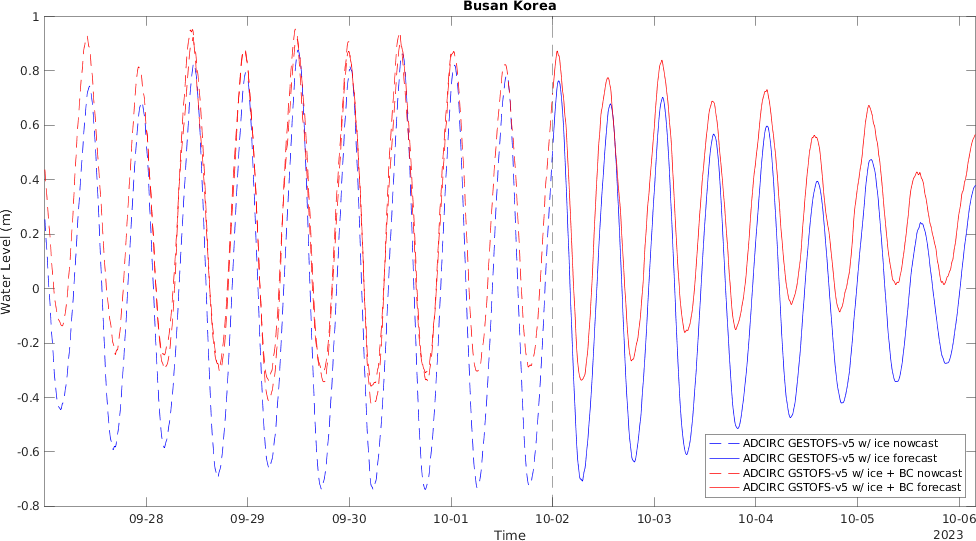 Busan Korea
1
0.8
0.6
0.4
0.2
0
-0.2
-0.4
-0.6
-0.8
Water Level (m)
ADCIRC GESTOFS-v5 w/ ice nowcast
ADCIRC GESTOFS-v5 w/ ice forecast
ADCIRC GSTOFS-v5 w/ ice + BC nowcast
ADCIRC GSTOFS-v5 w/ ice + BC forecast
09-28 09-29 09-30 10-01 10-02 10-03 10-04 10-05 10-06
Time
2023